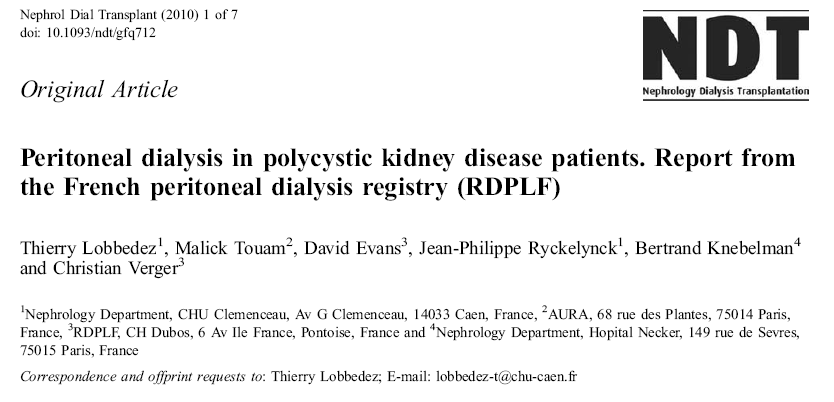 Nephrol Dial Transplant (2010) 1 of 7
doi: 10.1093/ndt/gfq712
NDT
Nephrology Dialysis Transplantation
Original Article
Peritoneal dialysis in polycystic kidney disease patients. Report from
the French peritoneal dialysis registry (RDPLF)
Thierry Lobbedez1, Malick Touam2, David Evans3, Jean-Philippe Ryckelynck1, Bertrand Knebelman4
and Christian Verger3
1Nephrology Department, CHU Clemenceau, Av G Clemenceau, 14033 Caen, France, 2AURA, 68 rue des Plantes, 75014 Paris,
France, 3RDPLF, CH Dubos, 6 Av Ile France, Pontoise, France and 4Nephrology Department, Hopital Necker, 149 rue de Sevres,
75015 Paris, France
Correspondence and offprint requests to: Thierry Lobbedez; E-mail: lobbedez-t@chu-caen.fr